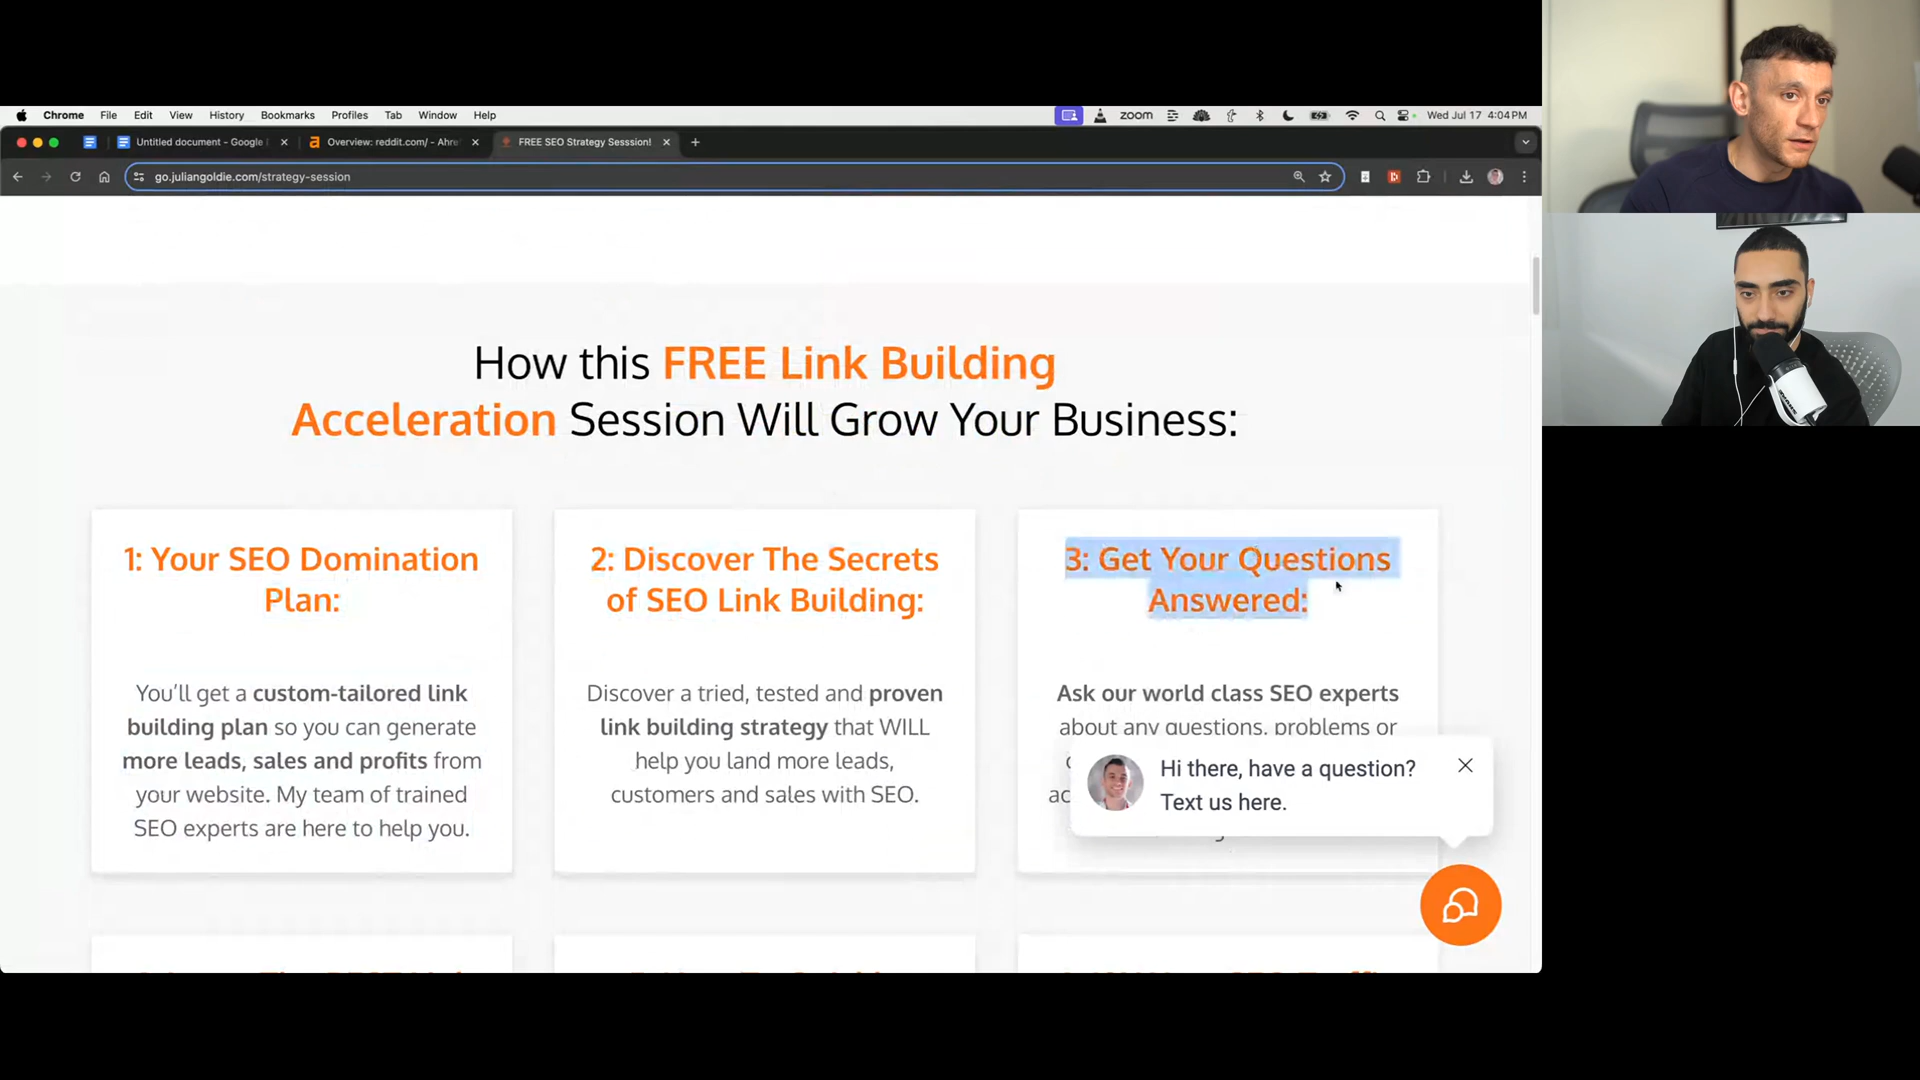 Chrome File Edit View History Bookmarks Profiles Tab Window Help zoom Wed Jul 17 4:04PM
Untitled document - Google Overview: reddit.com/ - Ahre FREE SEO Strategy Sesssion!
go.juliangoldie.com/strategy-session
How this FREE Link Building
Acceleration Session Will Grow Your Business:
1: Your SEO Domination
Plan:
You'll get a custom-tailored link
building plan so you can generate
more leads, sales and profits from
your website. My team of trained
SEO experts are here to help you.
2: Discover The Secrets
of SEO Link Building:
Discover a tried, tested and proven
link building strategy that WILL
help you land more leads,
customers and sales with SEO.
3: Get Your Questions
Answered:
Ask our world class SEO experts
about any questions, problems or
Hi there, have a question?
Text us here.